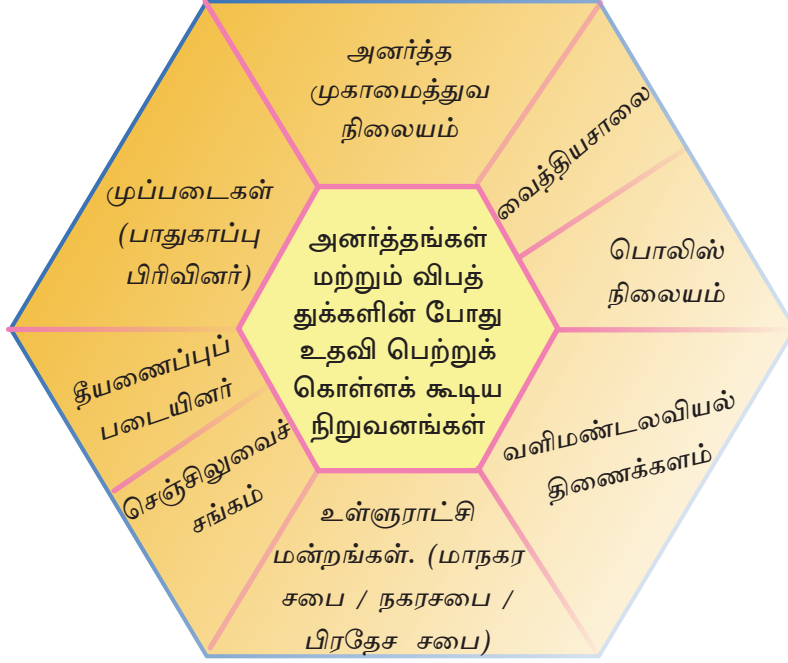 அனர்த்த
முகாமைத்துவ
நிலையம்
வைத்தியசாலை
பொலிஸ்
நிலையம்
வளிமண்டலவியல்
திணைக்களம்
உள்ளுராட்சி
மன்றங்கள். (மாநகர
சபை / நகரசபை /
பிரதேச சபை)
செஞ்சிலுவைச்
சங்கம்
தீயணைப்புப்
படையினர்
முப்படைகள்
(பாதுகாப்பு
பிரிவினர்)
அனர்த்தங்கள்
மற்றும் விபத்
துக்களின் போது
உதவி பெற்றுக்
கொள்ளக் கூடிய
நிறுவனங்கள்